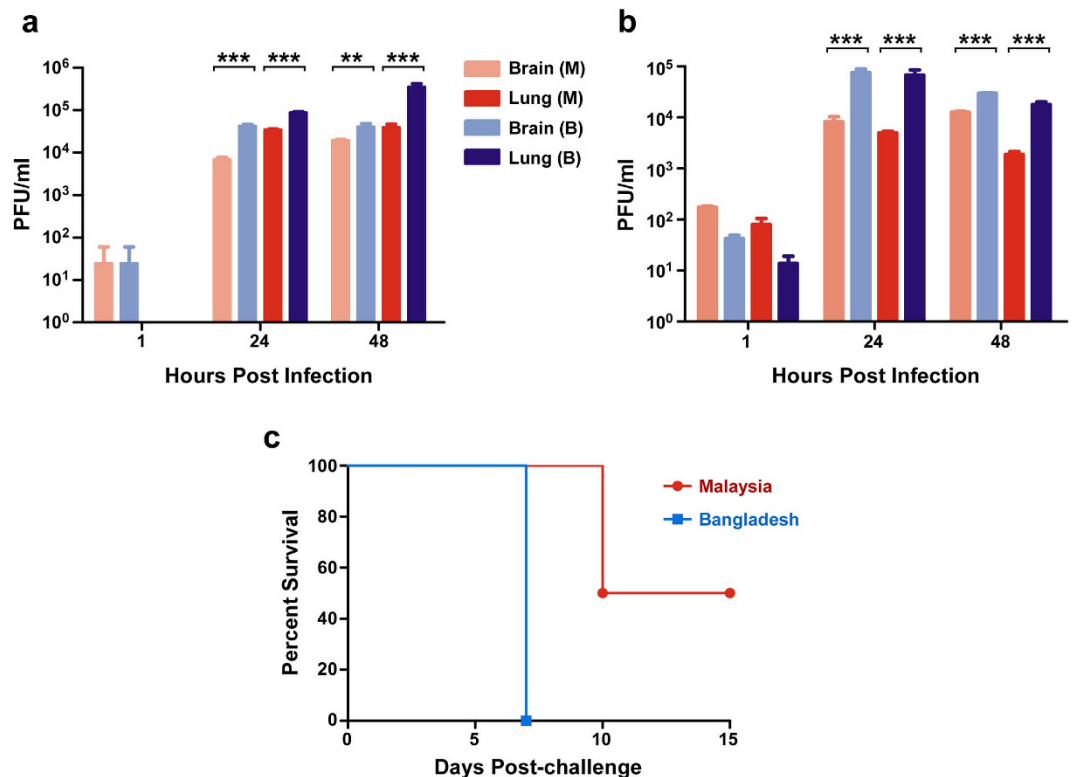 a
*** *** ** ***
10⁶
10⁵
10⁴
10³
10²
10¹
10⁰
PFU/ml
1 24 48
Hours Post Infection
Brain (M)
Lung (M)
Brain (B)
Lung (B)
b
*** *** *** ***
10⁵
10⁴
10³
10²
10¹
10⁰
PFU/ml
1 24 48
Hours Post Infection
c
100
80
60
40
20
0
Percent Survival
0 5 10 15
Days Post-challenge
Malaysia
Bangladesh